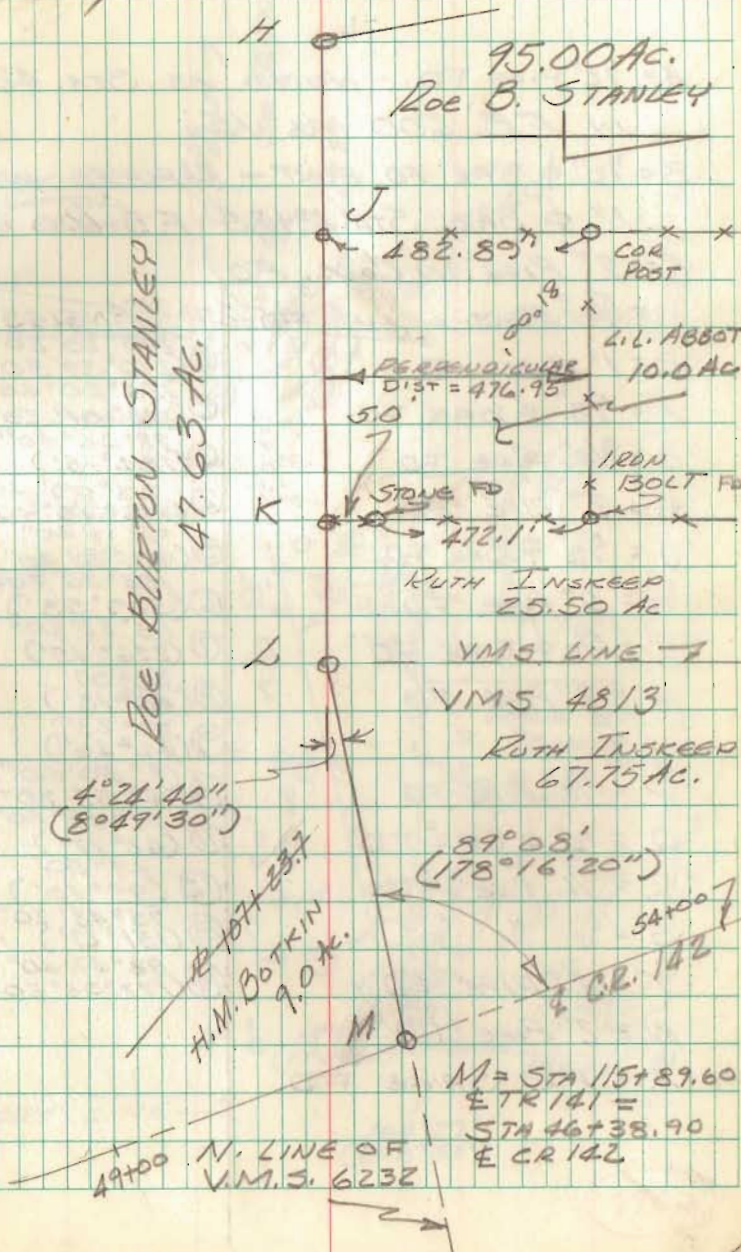 H
95.00 AC.
ROE B. STANLEY
J
482.89'
COR
POST
L.L. ABBOT
10.0 AC
PERPENDICULAR
DIST = 476.95'
5.0'
ROE BURTON STANLEY
47.63 AC.
K
STONE FD
472.1'
IRON
BOLT FD
RUTH INSKEEP
25.50 AC
L
VMS LINE
VMS 4813
RUTH INSKEEP
67.75 AC.
4°24'40"
(8°49'30")
89°08'
(178°16'20")
54+00
℄ C.R. 142
107+23.7
H.M. BOTKIN
9.0 AC.
M
M = STA 115+89.60
℄ TR 141 =
STA 46+38.90
℄ CR 142
49+00
N. LINE OF
V.M.S. 6232